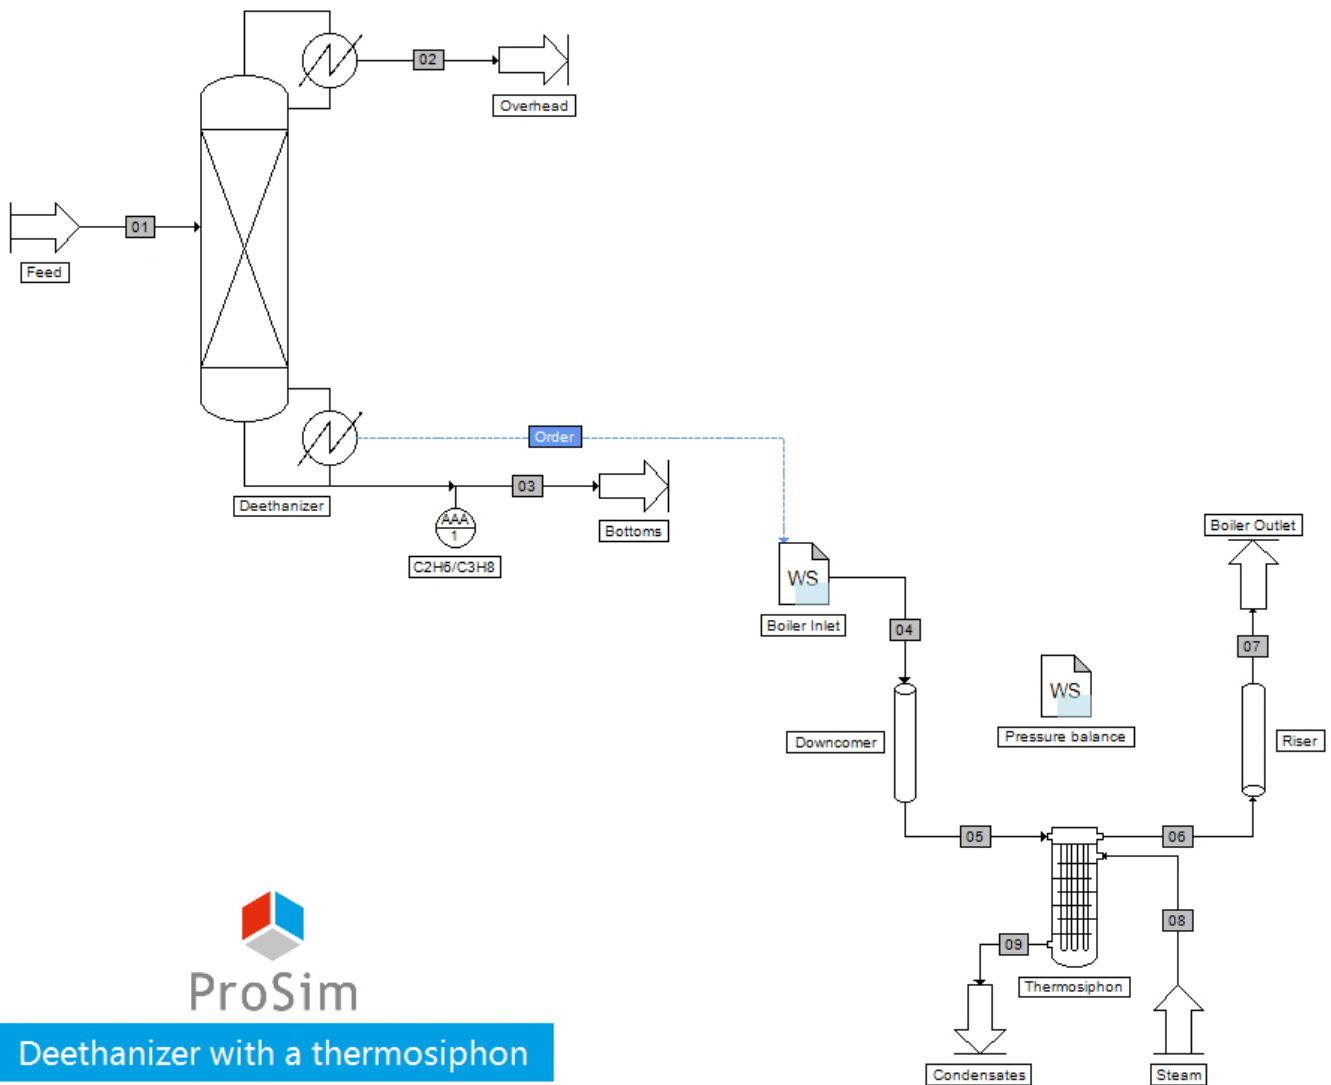 02
Overhead
01
Feed
Order
03
Deethanizer
Bottoms
AAA
1
C2H6/C3H8
Boiler Outlet
WS
Boiler Inlet
04
07
WS
Pressure balance
Downcomer
Riser
05
06
08
09
Thermosiphon
ProSim
Deethanizer with a thermosiphon
Condensates
Steam